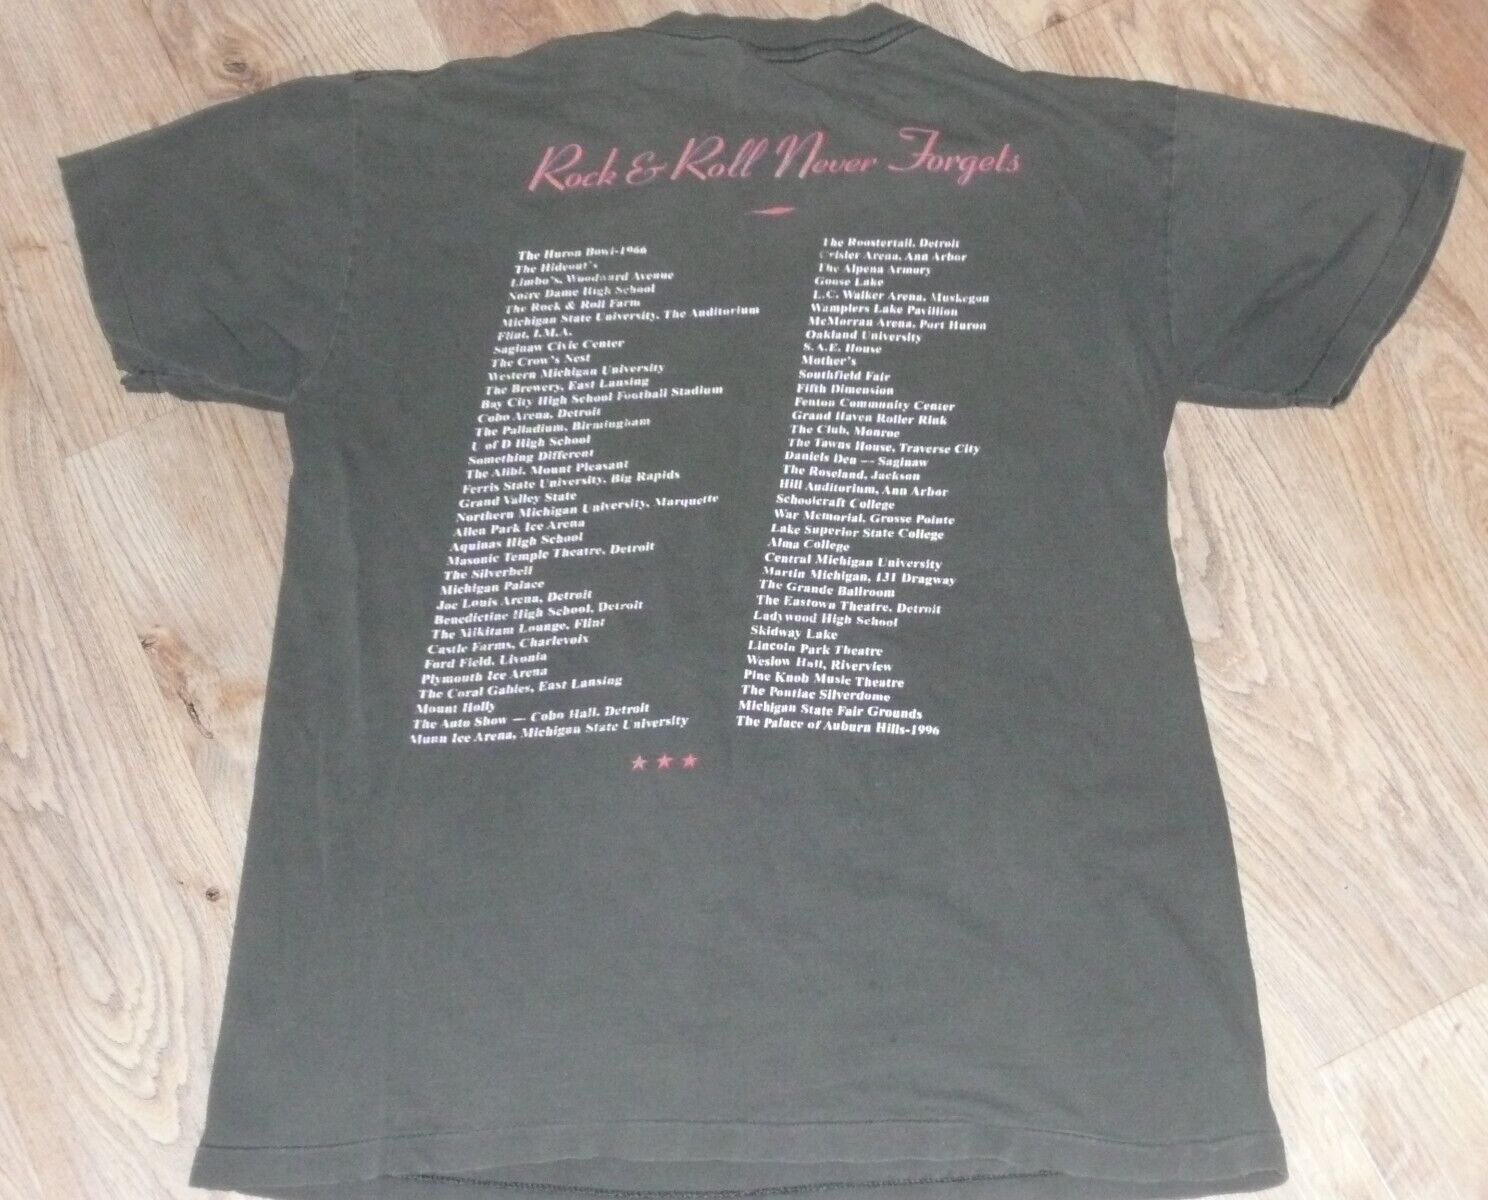 Rock & Roll Never Forgets
The Huron Bowl-1966
The Hideout's
Limbo's, Woodward Avenue
Notre Dame High School
The Rock & Roll Farm
Michigan State University, The Auditorium
Flint, I.M.A.
Saginaw Civic Center
The Crow's Nest
Western Michigan University
The Brewery, East Lansing
Bay City High School Football Stadium
Cobo Arena, Detroit
The Palladium, Birmingham
U of D High School
Something Different
The Alibi, Mount Pleasant
Ferris State University, Big Rapids
Grand Valley State
Northern Michigan University, Marquette
Allen Park Ice Arena
Aquinas High School
Masonic Temple Theatre, Detroit
The Silverbell
Michigan Palace
Joe Louis Arena, Detroit
Benedictine High School, Detroit
The Nikitam Lounge, Flint
Castle Farms, Charlevoix
Ford Field, Livonia
Plymouth Ice Arena
The Coral Gables, East Lansing
Mount Holly
The Auto Show — Cobo Hall, Detroit
Munn Ice Arena, Michigan State University
The Roostertail, Detroit
Crisler Arena, Ann Arbor
The Alpena Armory
Goose Lake
L.C. Walker Arena, Muskegon
Wamplers Lake Pavillion
McMorran Arena, Port Huron
Oakland University
S.A.E. House
Mother's
Southfield Fair
Fifth Dimension
Fenton Community Center
Grand Haven Roller Rink
The Club, Monroe
The Tawns House, Traverse City
Daniels Den — Saginaw
The Roseland, Jackson
Hill Auditorium, Ann Arbor
Schoolcraft College
War Memorial, Grosse Pointe
Lake Superior State College
Alma College
Central Michigan University
Martin Michigan, 131 Dragway
The Grande Ballroom
The Eastown Theatre, Detroit
Ladywood High School
Skidway Lake
Lincoln Park Theatre
Weslow Hall, Riverview
Pine Knob Music Theatre
The Pontiac Silverdome
Michigan State Fair Grounds
The Palace of Auburn Hills-1996